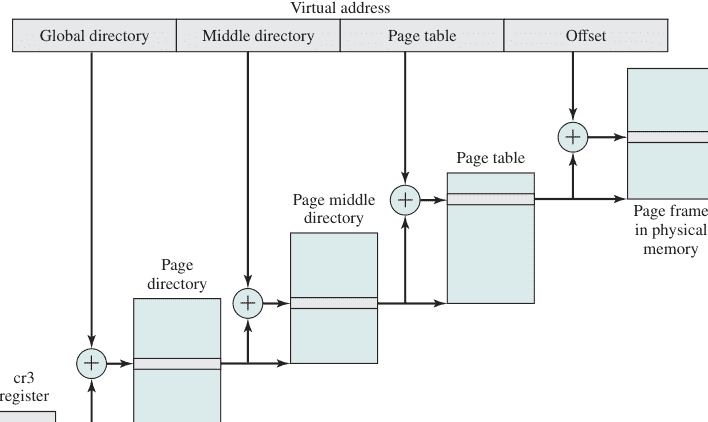 Virtual address
Global directory
Middle directory
Page table
Offset
Page table
Page frame
in physical
memory
Page middle
directory
Page
directory
cr3
register